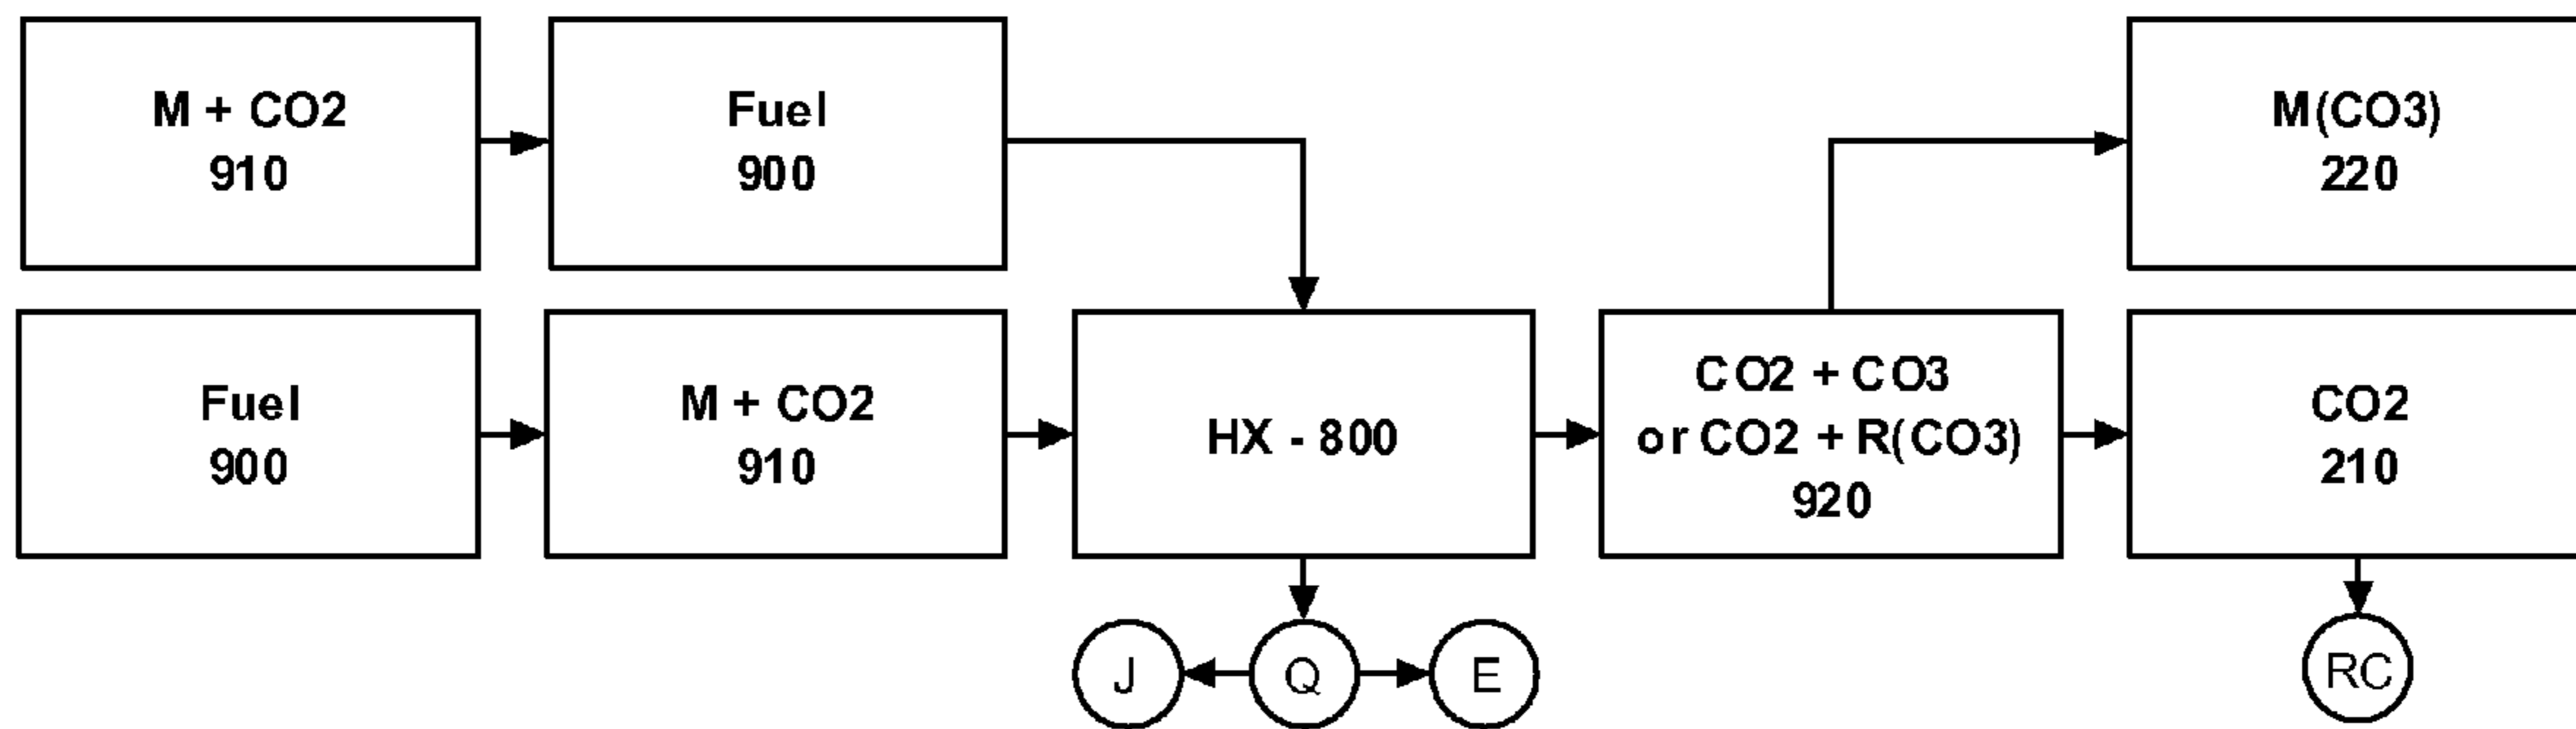 M + CO2
910
Fuel
900
M(CO3)
220
Fuel
900
M + CO2
910
HX - 800
CO2 + CO3
or CO2 + R(CO3)
920
CO2
210
J
Q
E
RC